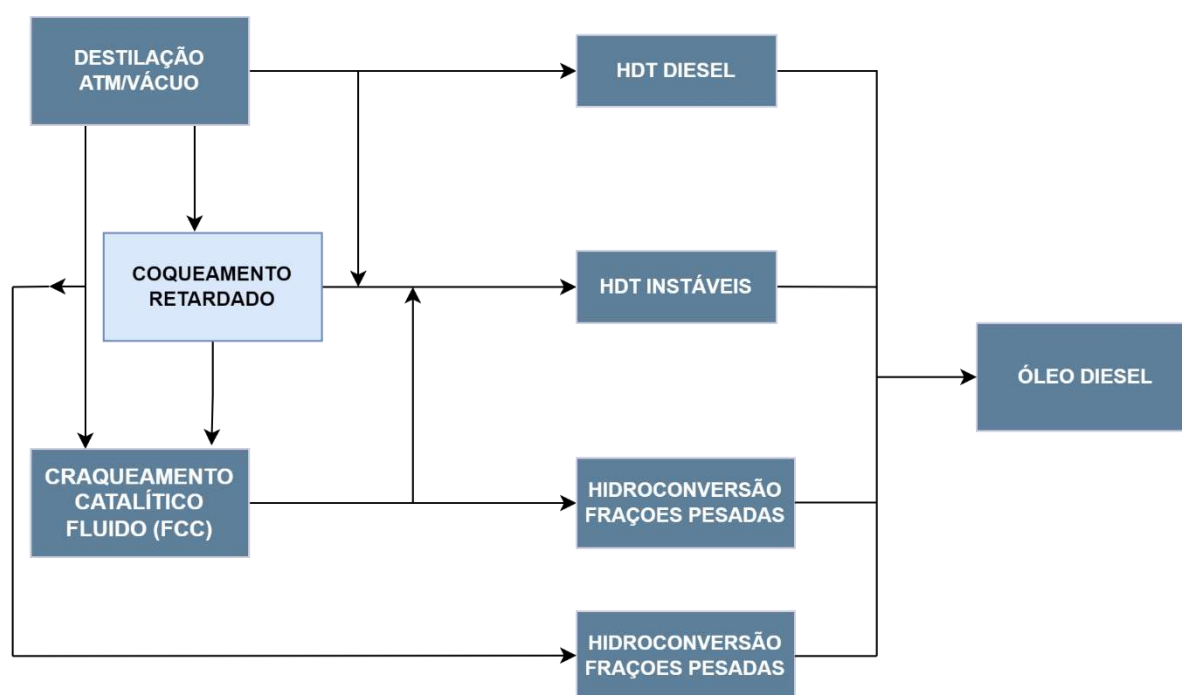 DESTILAÇÃO
ATM/VÁCUO
HDT DIESEL
COQUEAMENTO
RETARDADO
HDT INSTÁVEIS
ÓLEO DIESEL
CRAQUEAMENTO
CATALÍTICO
FLUIDO (FCC)
HIDROCONVERSÃO
FRAÇOES PESADAS
HIDROCONVERSÃO
FRAÇOES PESADAS